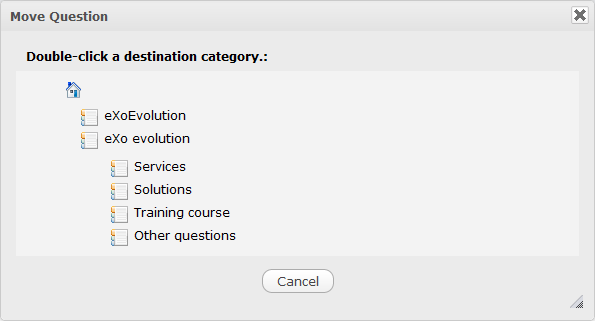 Move Question
Double-click a destination category.:
eXoEvolution
eXo evolution
Services
Solutions
Training course
Other questions
Cancel